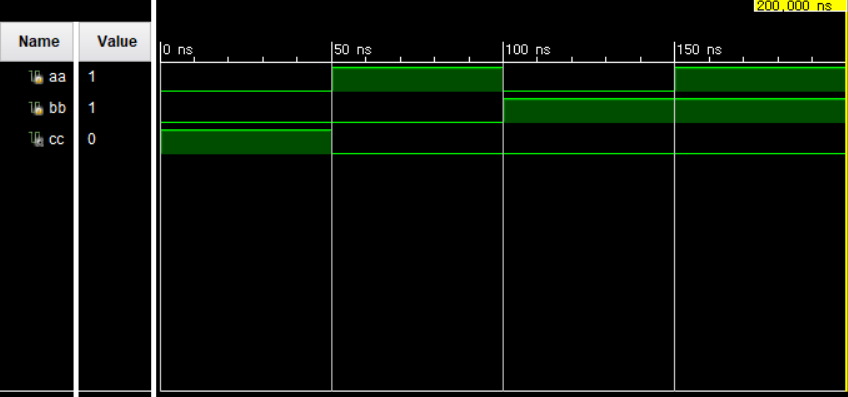 200,000 ns
Name Value
0 ns 50 ns 100 ns 150 ns
aa 1
bb 1
cc 0